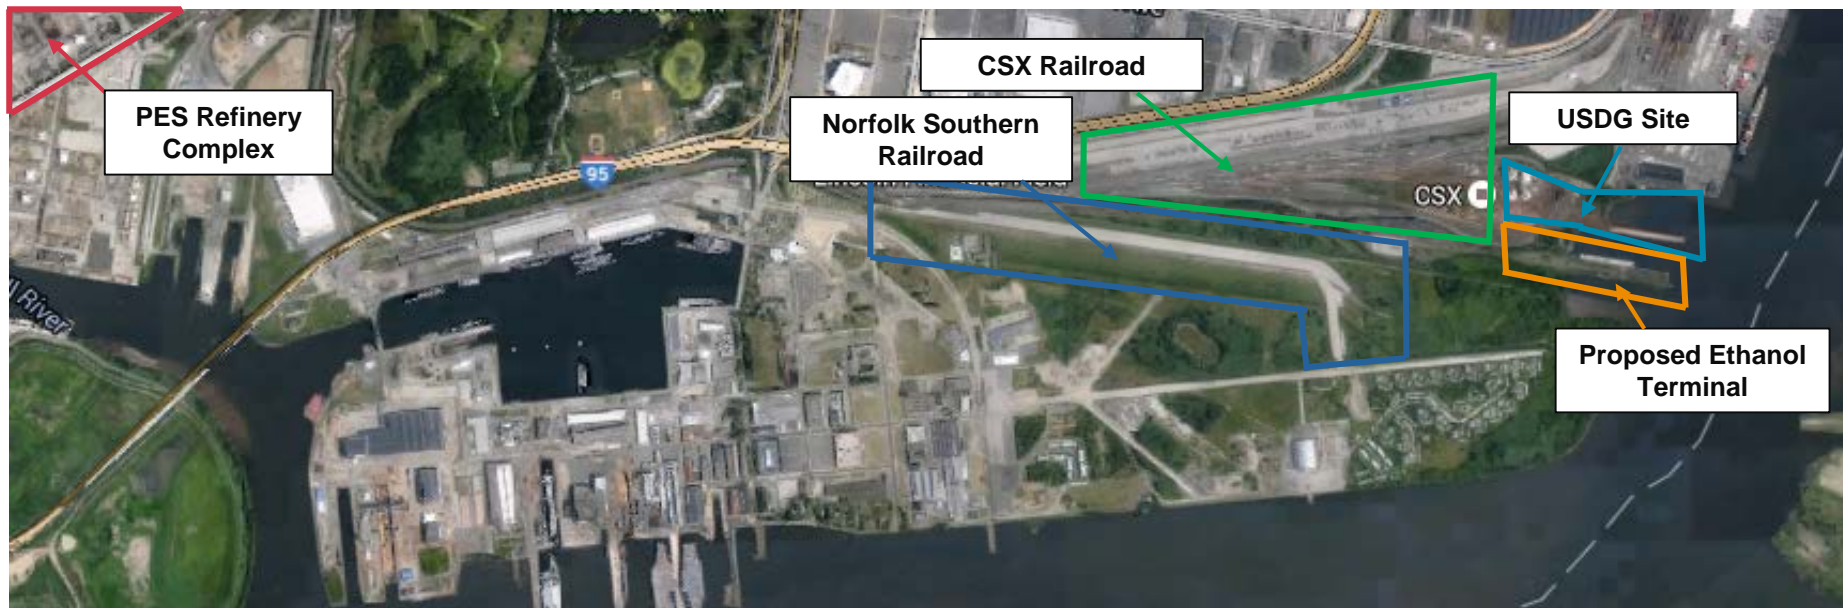 PES Refinery
Complex
95
CSX Railroad
Norfolk Southern
Railroad
USDG Site
CSX
Proposed Ethanol
Terminal
River